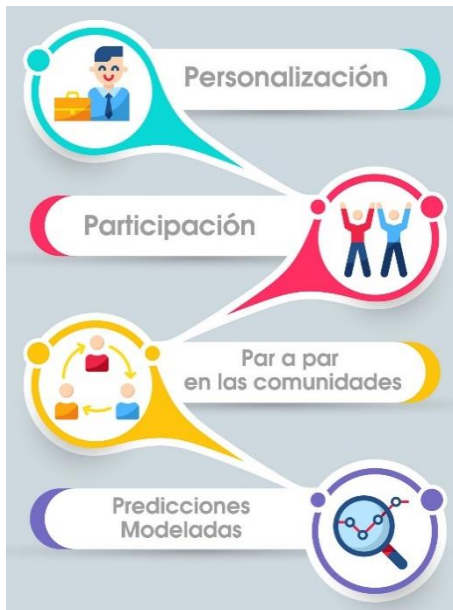 Personalización
Participación
Par a par
en las comunidades
Predicciones
Modeladas